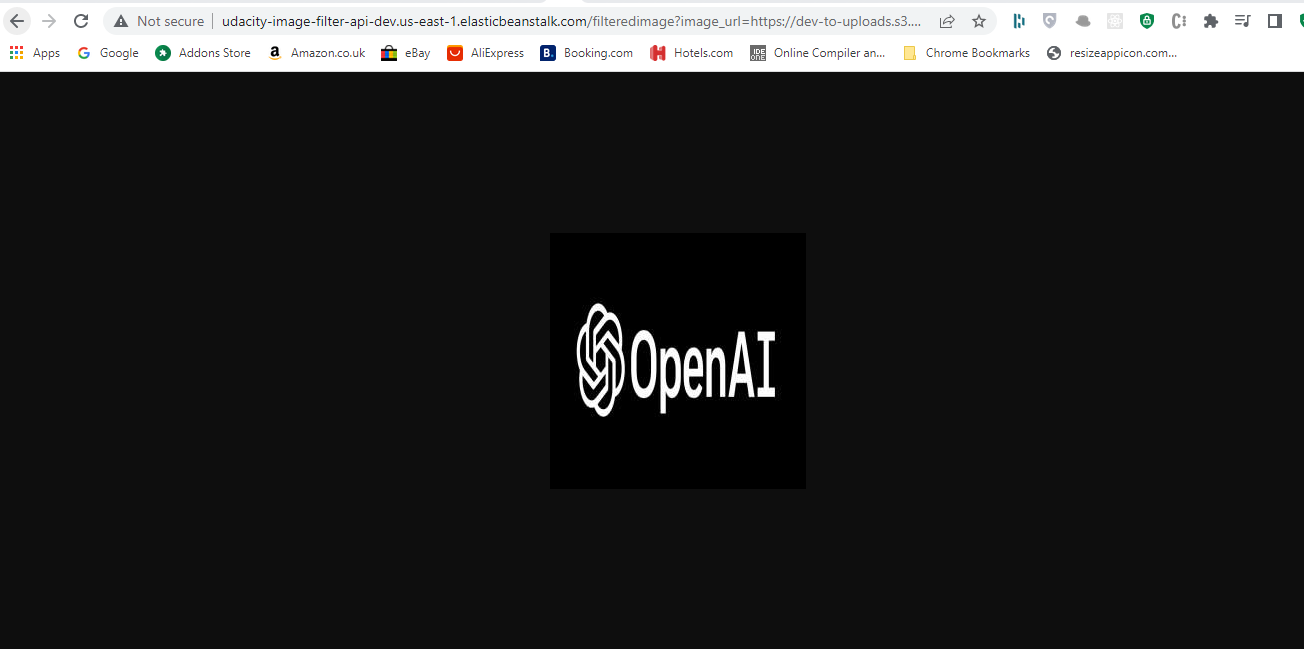 Not secure udacity-image-filter-api-dev.us-east-1.elasticbeanstalk.com/filteredimage?image_url=https://dev-to-uploads.s3....
Apps G Google Addons Store a Amazon.co.uk eBay AliExpress B. Booking.com H Hotels.com IDE ONE Online Compiler an... Chrome Bookmarks resizeappicon.com...
OpenAI